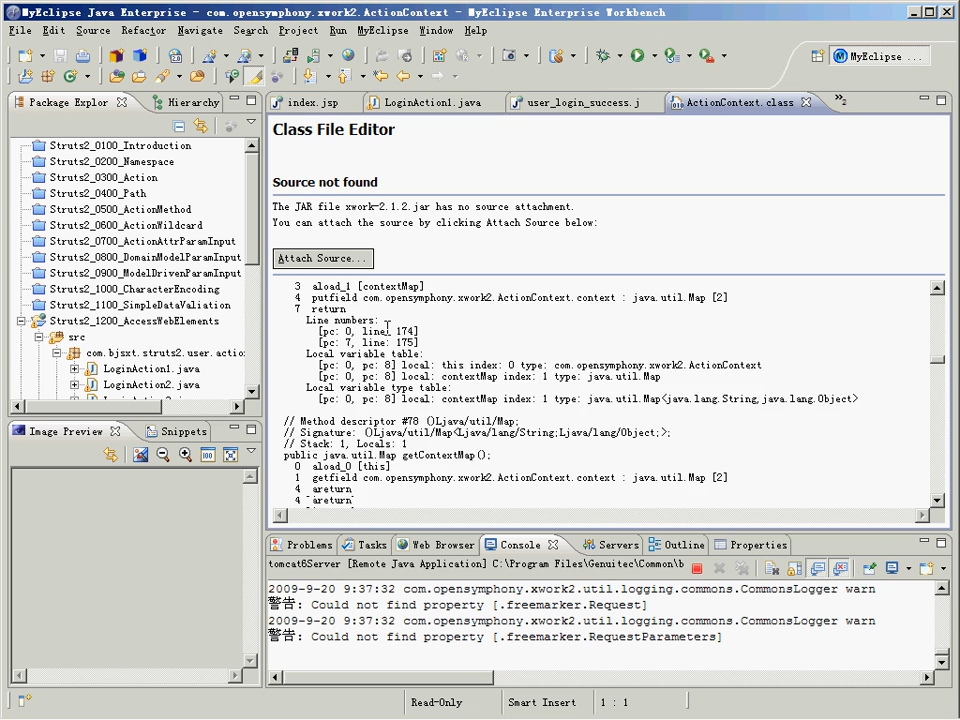 MyEclipse Java Enterprise - com.opensymphony.xwork2.ActionContext - MyEclipse Enterprise Workbench
File Edit Source Refactor Navigate Search Project Run MyEclipse Window Help
MyEclipse ...
Package Explor
Hierarchy
index.jsp
LoginAction1.java
user_login_success.j
ActionContext.class
»2
Struts2_0100_Introduction
Struts2_0200_Namespace
Struts2_0300_Action
Struts2_0400_Path
Struts2_0500_ActionMethod
Struts2_0600_ActionWildcard
Struts2_0700_ActionAttrParamInput
Struts2_0800_DomainModelParamInput
Struts2_0900_ModelDrivenParamInput
Struts2_1000_CharacterEncoding
Struts2_1100_SimpleDataValiation
Struts2_1200_AccessWebElements
src
com.bjsxt.struts2.user.actio
LoginAction1.java
LoginAction2.java
Class File Editor
Source not found
The JAR file xwork-2.1.2.jar has no source attachment.
You can attach the source by clicking Attach Source below:
Attach Source...
3 aload_1 [contextMap]
4 putfield com.opensymphony.xwork2.ActionContext.context : java.util.Map [2]
7 return
Line numbers:
[pc: 0, line: 174]
[pc: 7, line: 175]
Local variable table:
[pc: 0, pc: 8] local: this index: 0 type: com.opensymphony.xwork2.ActionContext
[pc: 0, pc: 8] local: contextMap index: 1 type: java.util.Map
Local variable type table:
[pc: 0, pc: 8] local: contextMap index: 1 type: java.util.Map<java.lang.String,java.lang.Object>
// Method descriptor #78 ()Ljava/util/Map;
// Signature: ()Ljava/util/Map<Ljava/lang/String;Ljava/lang/Object;>;
// Stack: 1, Locals: 1
public java.util.Map getContextMap();
0 aload_0 [this]
1 getfield com.opensymphony.xwork2.ActionContext.context : java.util.Map [2]
4 areturn
4 areturn
Image Preview
Snippets
Problems
Tasks
Web Browser
Console
Servers
Outline
Properties
tomcat6Server [Remote Java Application] C:\Program Files\Genuitec\Common\b
2009-9-20 9:37:32 com.opensymphony.xwork2.util.logging.commons.CommonsLogger warn
警告: Could not find property [.freemarker.Request]
2009-9-20 9:37:32 com.opensymphony.xwork2.util.logging.commons.CommonsLogger warn
警告: Could not find property [.freemarker.RequestParameters]
Read-Only
Smart Insert
1 : 1